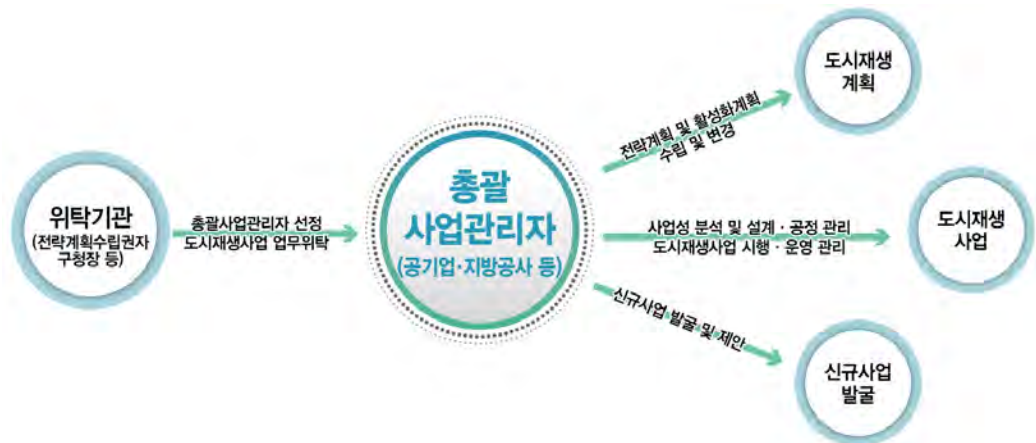 위탁기관
(전략계획수립권자
구청장 등)
총괄사업관리자 선정
도시재생사업 업무위탁
총괄
사업관리자
(공기업·지방공사 등)
전략계획 및 활성화계획
수립 및 변경
도시재생
계획
사업성 분석 및 설계·공정 관리
도시재생사업 시행·운영 관리
도시재생
사업
신규사업 발굴 및 제안
신규사업
발굴